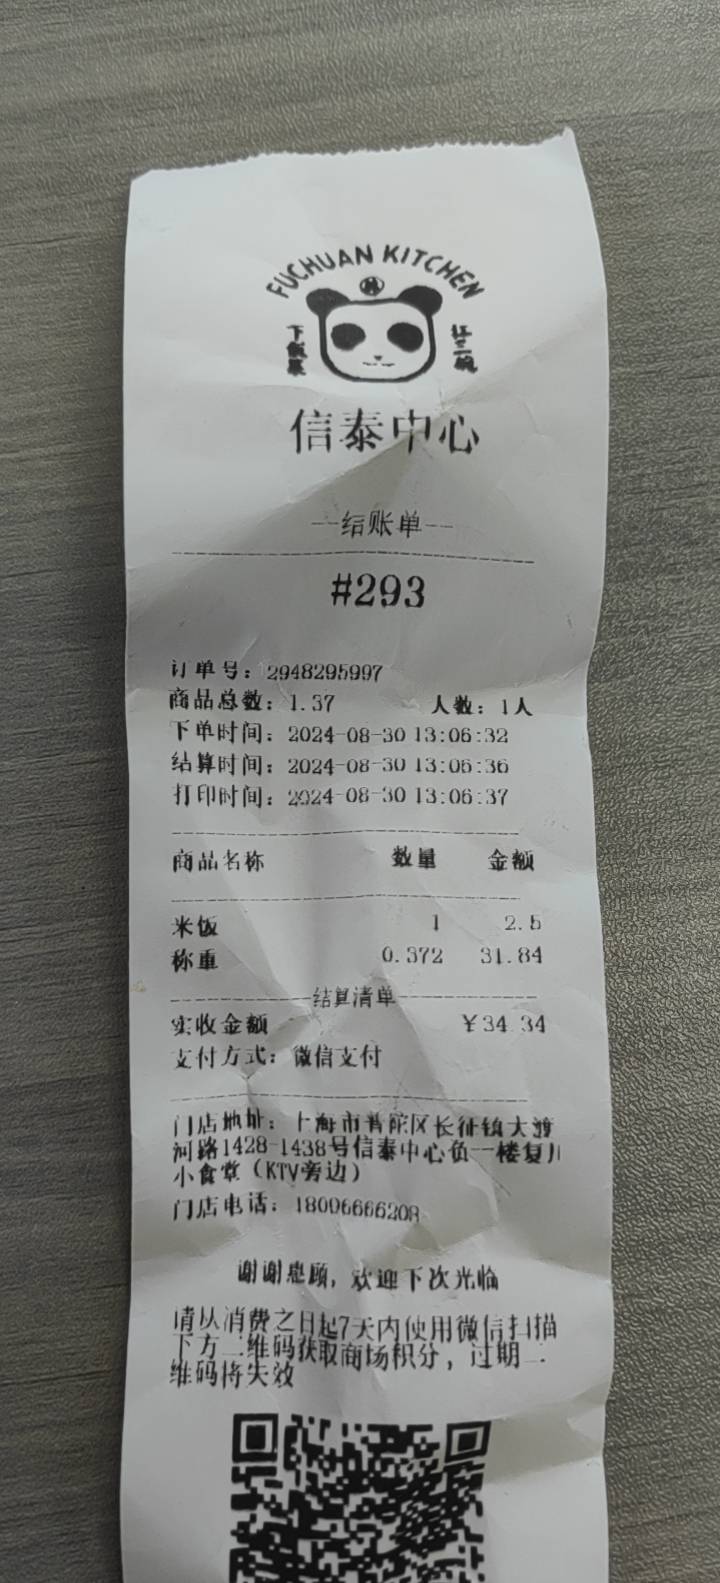 FUCHUAN KITCHEN
下飯菜
信泰中心
—结账单—
#293
订单号：2948295997
商品总数：1.37 人数：1人
下单时间：2024-08-30 13:06:32
结算时间：2024-08-30 13:06:36
打印时间：2024-08-30 13:06:37
商品名称 数量 金额
米饭 1 2.5
称重 0.372 31.84
结算清单
实收金额 ￥34.34
支付方式：微信支付
门店地址：上海市普陀区长征镇大渡
河路1428-1438号信泰中心负一楼复川
小食堂（KTV旁边）
门店电话：18006666208
谢谢惠顾，欢迎下次光临
请以消费之日起7天内使用微信扫描
下方二维码获取商场积分，过期二
维码将失效